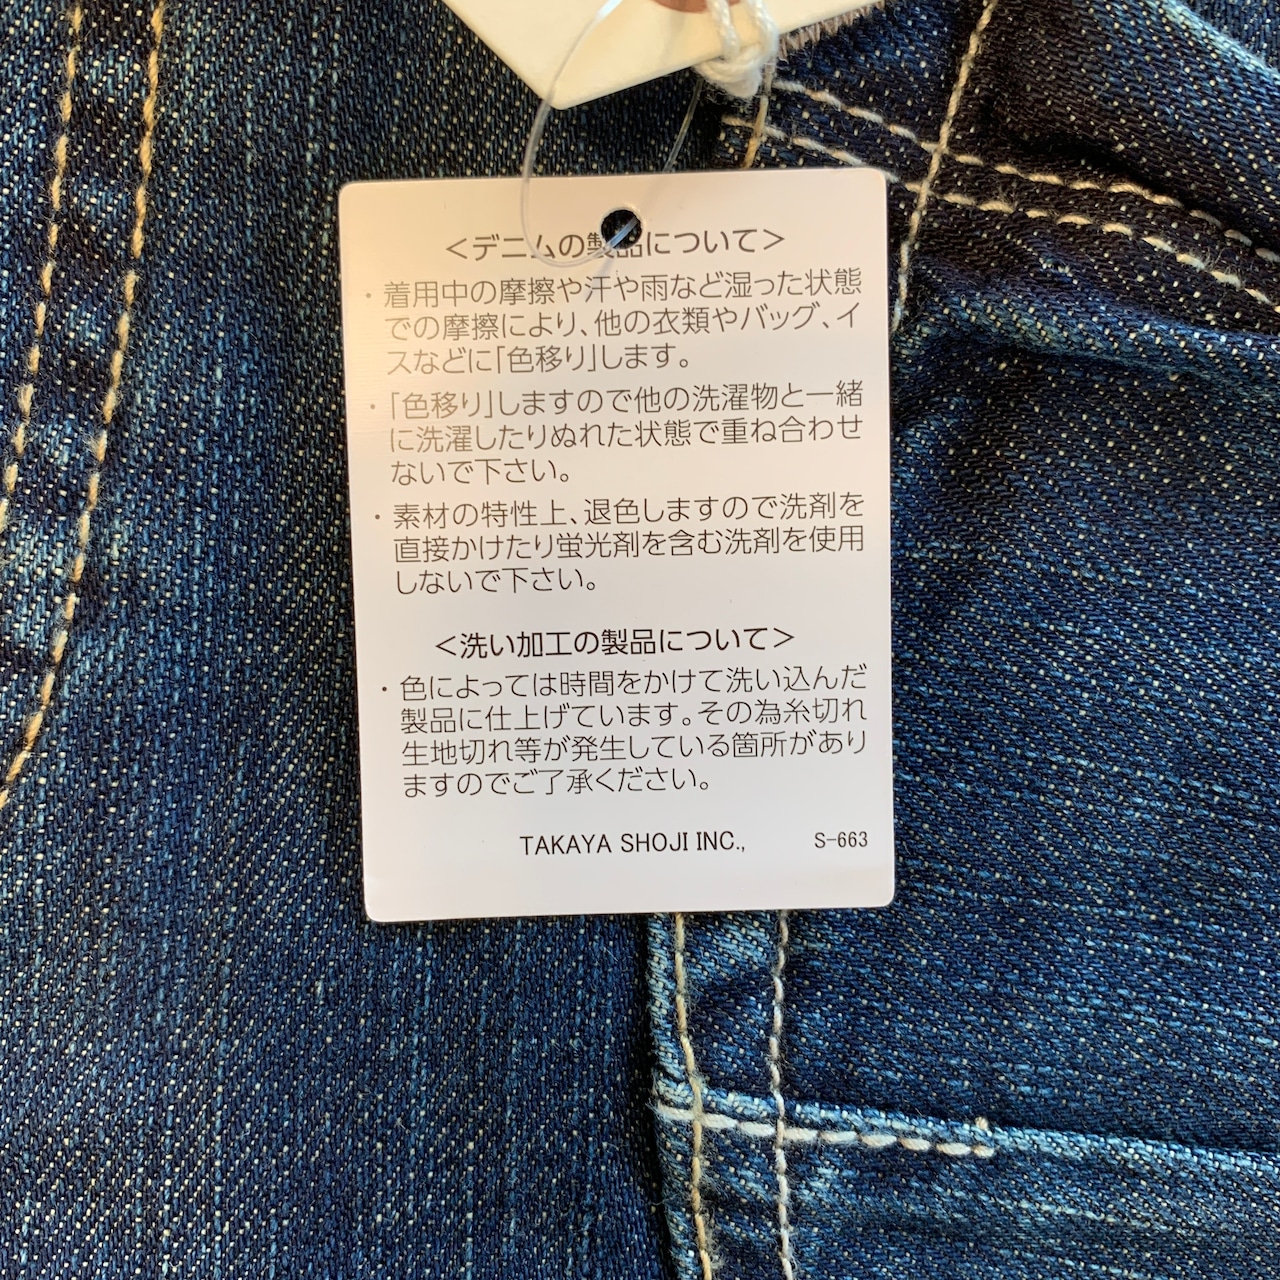 ＜デニムの製品について＞
・着用中の摩擦や汗や雨など湿った状態
での摩擦により、他の衣類やバッグ、イ
スなどに「色移り」します。
・「色移り」しますので他の洗濯物と一緒
に洗濯したりぬれた状態で重ね合わせ
ないで下さい。
・素材の特性上、退色しますので洗剤を
直接かけたり蛍光剤を含む洗剤を使用
しないで下さい。
＜洗い加工の製品について＞
・色によっては時間をかけて洗い込んだ
製品に仕上げています。その為糸切れ
生地切れ等が発生している箇所があり
ますのでご了承ください。
TAKAYA SHOJI INC., S-663